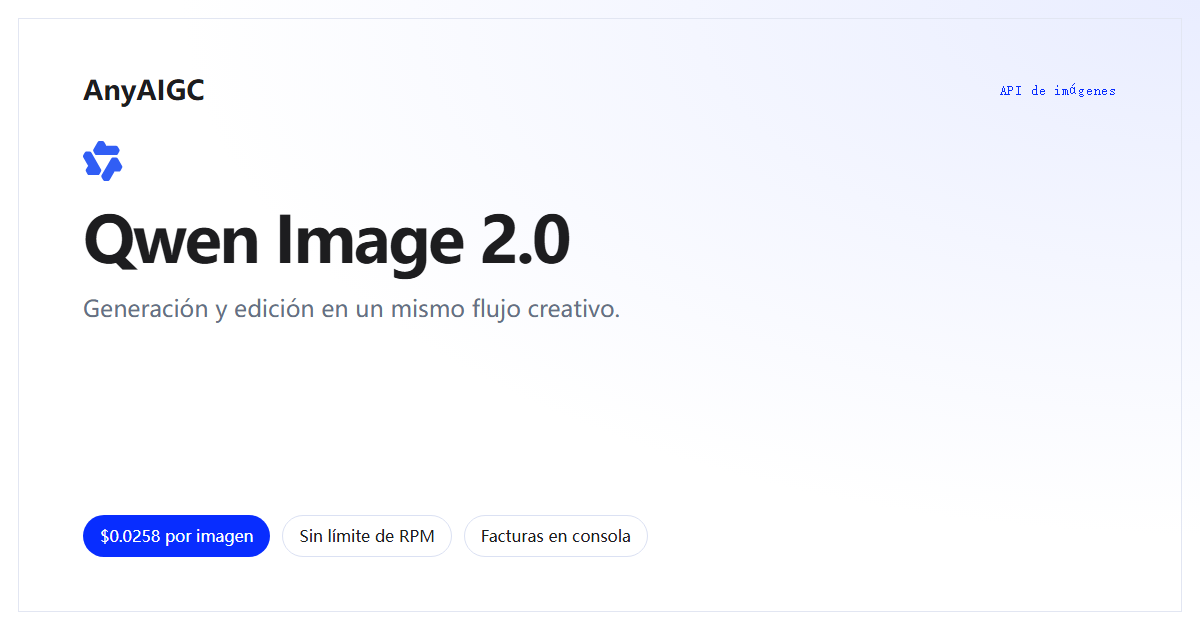 AnyAIGC
API de imágenes
Qwen Image 2.0
Generación y edición en un mismo flujo creativo.
$0.0258 por imagen
Sin límite de RPM
Facturas en consola